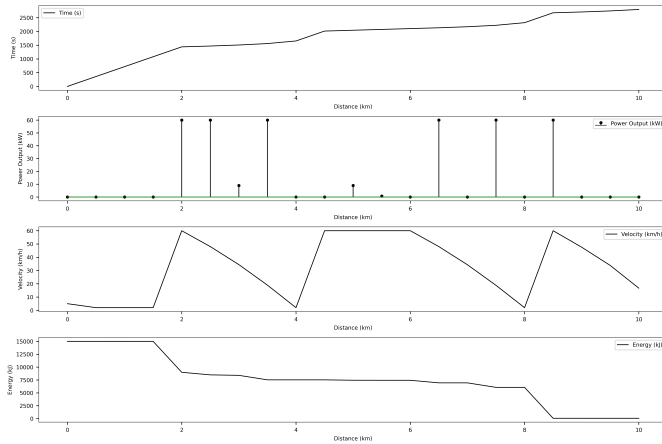 Time (s)
Time (s)
2500
2000
1500
1000
500
0
0 2 4 6 8 10
Distance (km)
Power Output (kW)
Power Output (kW)
60
50
40
30
20
10
0
0 2 4 6 8 10
Distance (km)
Velocity (km/h)
Velocity (km/h)
60
50
40
30
20
10
0
0 2 4 6 8 10
Distance (km)
Energy (kJ)
Energy (kJ)
15000
12500
10000
7500
5000
2500
0
0 2 4 6 8 10
Distance (km)